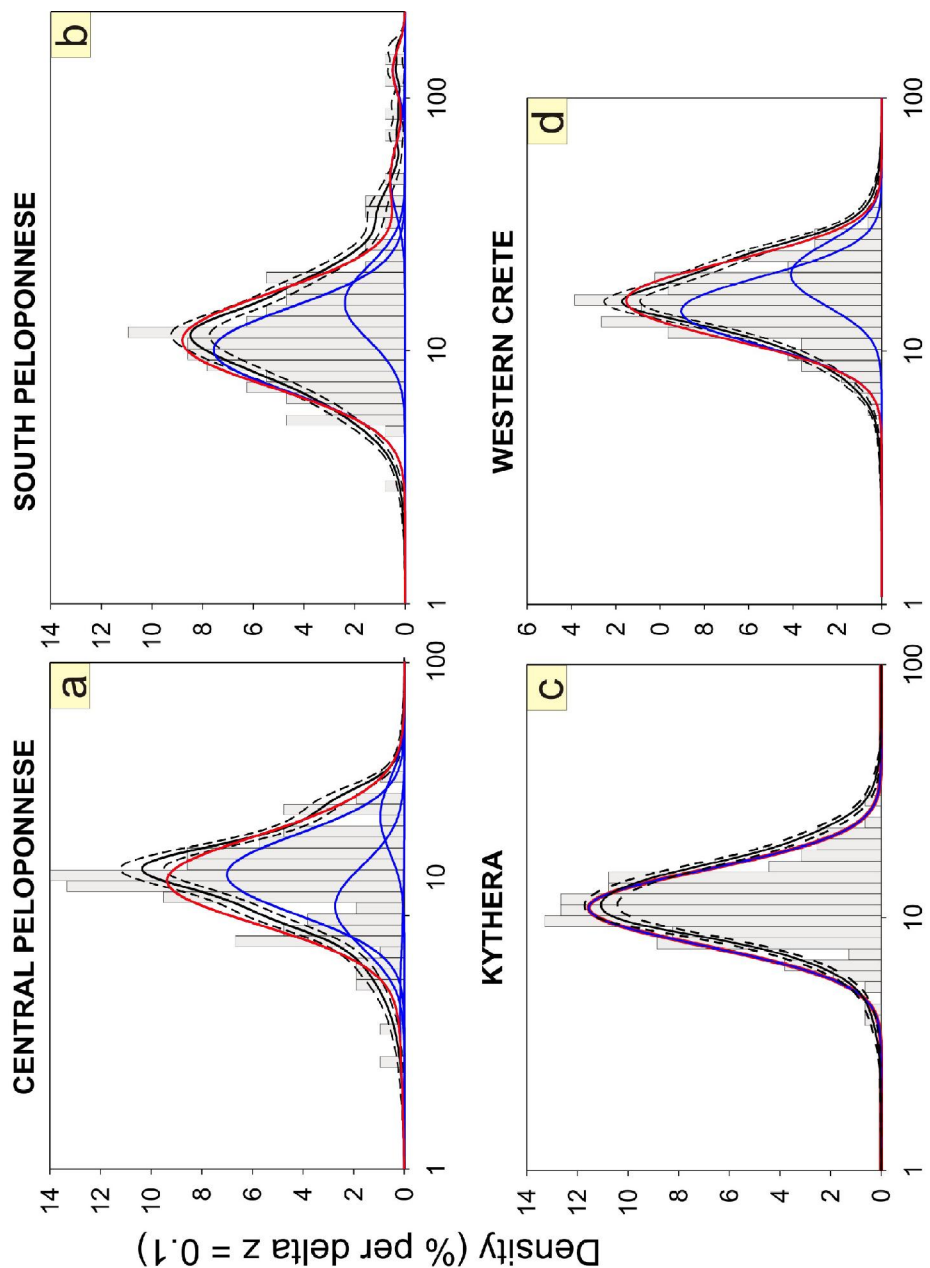 CENTRAL PELOPONNESE
a
14
12
10
8
6
4
2
0
1 10 100
SOUTH PELOPONNESE
b
14
12
10
8
6
4
2
0
1 10 100
Density (% per delta z = 0.1)
KYTHERA
c
14
12
10
8
6
4
2
0
1 10 100
WESTERN CRETE
d
4
2
0
8
6
4
2
0
1 10 100